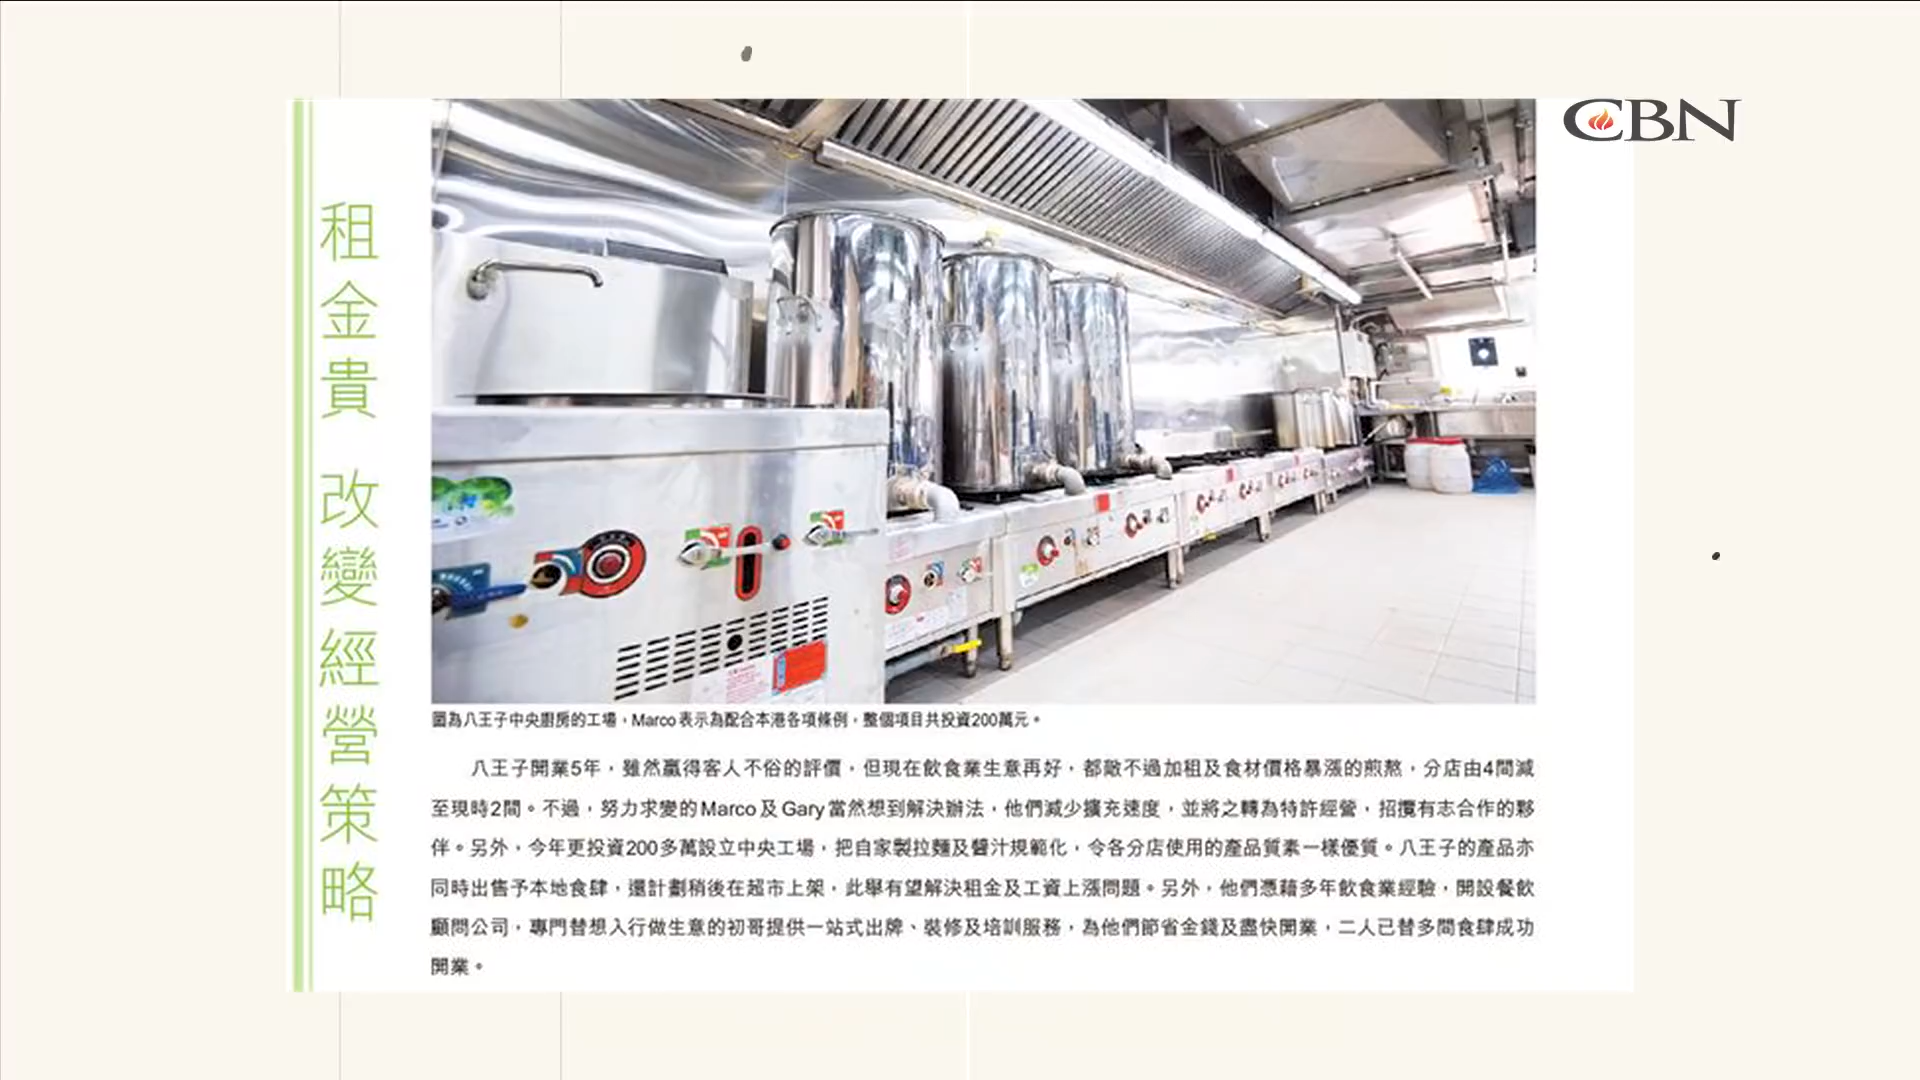 CBN
租金貴 改變經營策略
圖為八王子中央廚房的工場，Marco表示為配合本港各項條例，整個項目共投資200萬元。
八王子開業5年，雖然贏得客人不俗的評價，但現在飲食業生意再好，都敵不過加租及食材價格暴漲的煎熬，分店由4間減
至現時2間。不過，努力求變的Marco及Gary當然想到解決辦法，他們減少擴充速度，並將之轉為特許經營，招攬有志合作的夥
伴。另外，今年更投資200多萬設立中央工場，把自家製拉麵及醬汁規範化，令各分店使用的產品質素一樣優質。八王子的產品亦
同時出售予本地食肆，還計劃稍後在超市上架，此舉有望解決租金及工資上漲問題。另外，他們憑藉多年飲食業經驗，開設餐飲
顧問公司，專門替想入行做生意的初哥提供一站式出牌、裝修及培訓服務，為他們節省金錢及盡快開業，二人已替多間食肆成功
開業。